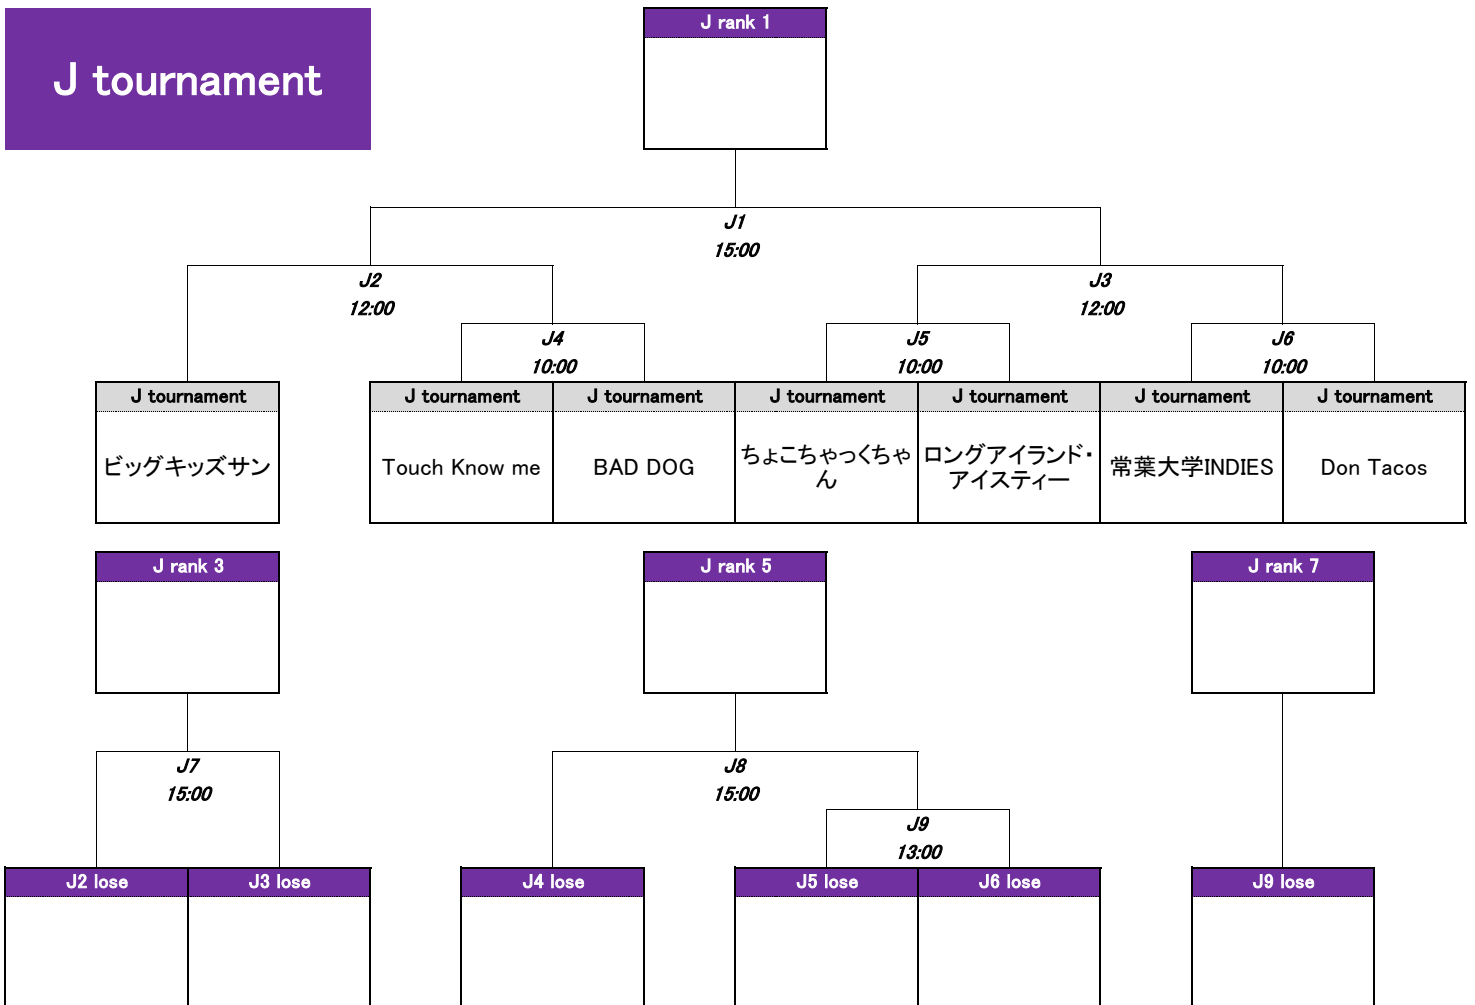 J tournament
J rank 1
J1
15:00
J2
12:00
J3
12:00
J4
10:00
J5
10:00
J6
10:00
J tournament
J tournament
J tournament
J tournament
J tournament
J tournament
J tournament
ビッグキッズサン
Touch Know me
BAD DOG
ちょこちゃっくちゃ
ん
ロングアイランド・
アイスティー
常葉大学INDIES
Don Tacos
J rank 3
J rank 5
J rank 7
J7
15:00
J8
15:00
J9
13:00
J2 lose
J3 lose
J4 lose
J5 lose
J6 lose
J9 lose